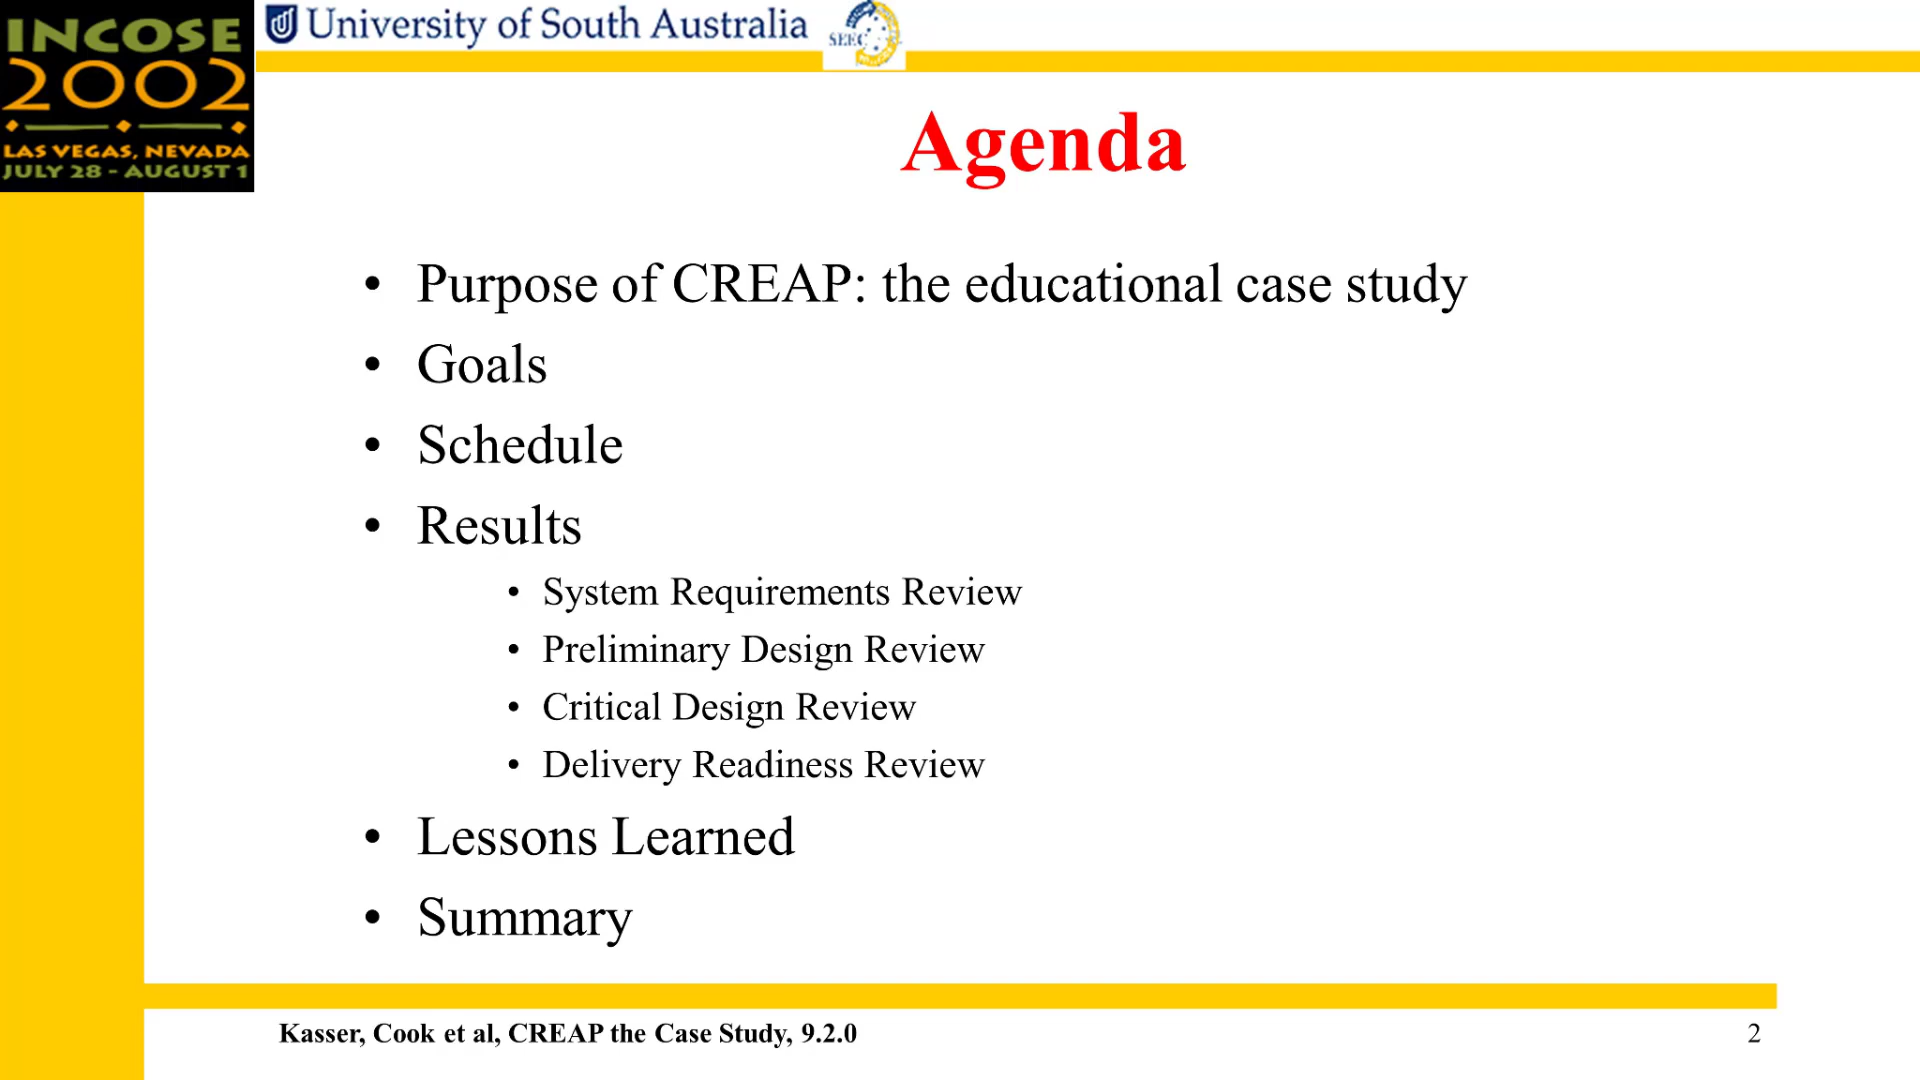 INCOSE
2002
LAS VEGAS, NEVADA
JULY 28 - AUGUST 1
University of South Australia
SEEC
Agenda
• Purpose of CREAP: the educational case study
• Goals
• Schedule
• Results
• System Requirements Review
• Preliminary Design Review
• Critical Design Review
• Delivery Readiness Review
• Lessons Learned
• Summary
Kasser, Cook et al, CREAP the Case Study, 9.2.0
2